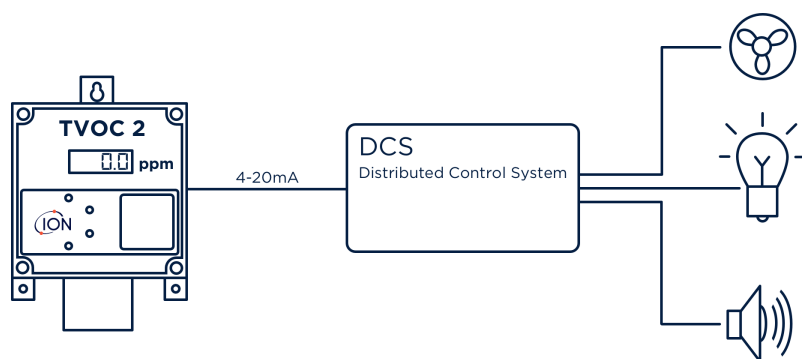 TVOC 2
0.0 ppm
ION
4-20mA
DCS
Distributed Control System